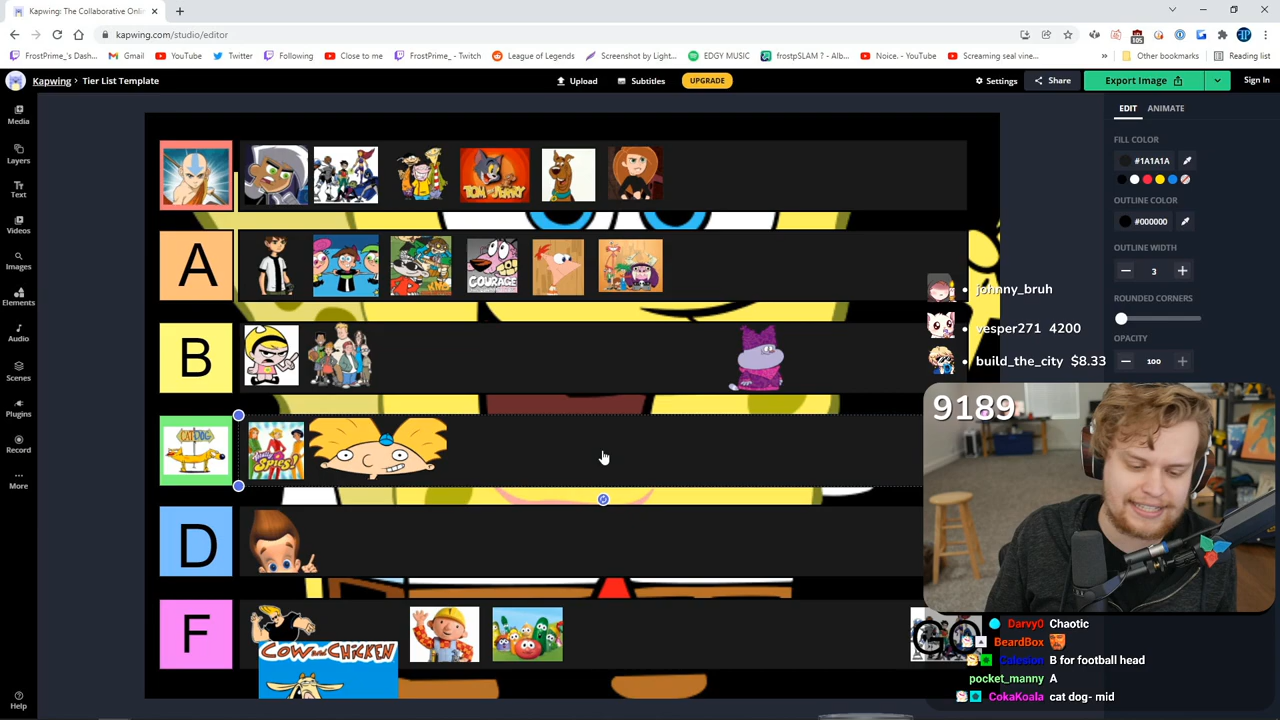 Kapwing: The Collaborative Onli
kapwing.com/studio/editor
FrostPrime_'s Dash...
Gmail
YouTube
Twitter
Following
Close to me
FrostPrime_ - Twitch
League of Legends
Screenshot by Light...
EDGY MUSIC
frostpSLAM ? - Alb...
Noice. - YouTube
Screaming seal vine...
Other bookmarks
Reading list
Kapwing > Tier List Template
Upload
Subtitles
UPGRADE
Settings
Share
Export Image
Sign In
Media
Layers
Text
Videos
Images
Elements
Audio
Scenes
Plugins
Record
More
Help
EDIT
ANIMATE
FILL COLOR
#1A1A1A
OUTLINE COLOR
#000000
OUTLINE WIDTH
3
ROUNDED CORNERS
OPACITY
100
TOM AND JERRY
A
COURAGE
B
CATDOG
Totally Spies!
D
F
COW and CHICKEN
GO
johnny_bruh
vesper271 4200
build_the_city $8.33
9189
Darvy0 Chaotic
BeardBox
Calesion B for football head
pocket_manny A
CokaKoala cat dog- mid